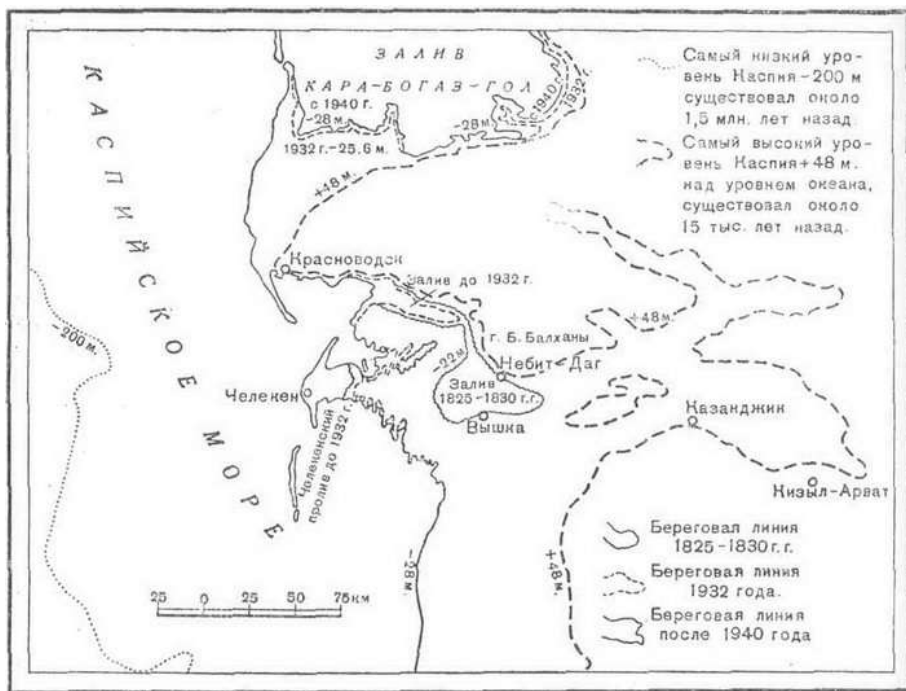 ЗАЛИВ
КАРА-БОГАЗ-ГОЛ
с 1940 г.
-28 м.
1932 г.-25.6 м.
-28 м.
с 1940 г.
1932 г.
+48 м.
Самый низкий уро-
вень Каспия-200 м
существовал около
1,5 млн. лет назад.
Самый высокий уро-
вень Каспия+48 м.
над уровнем океана,
существовал около
15 тыс. лет назад.
КАСПИЙСКОЕ МОРЕ
Красноводск
Залив до 1932 г.
-200 м.
+48 м.
г. Б. Балханы
-22 м
Небит-Даг
Залив
1825-1830 г.г.
Челекен
Вышка
Казанджик
Челекенский
пролив до 1932 г.
Кизыл-Арват
-28 м.
+48 м.
Береговая линия
1825-1830 г.г.
Береговая линия
1932 года.
Береговая линия
после 1940 года
25 0 25 50 75 км